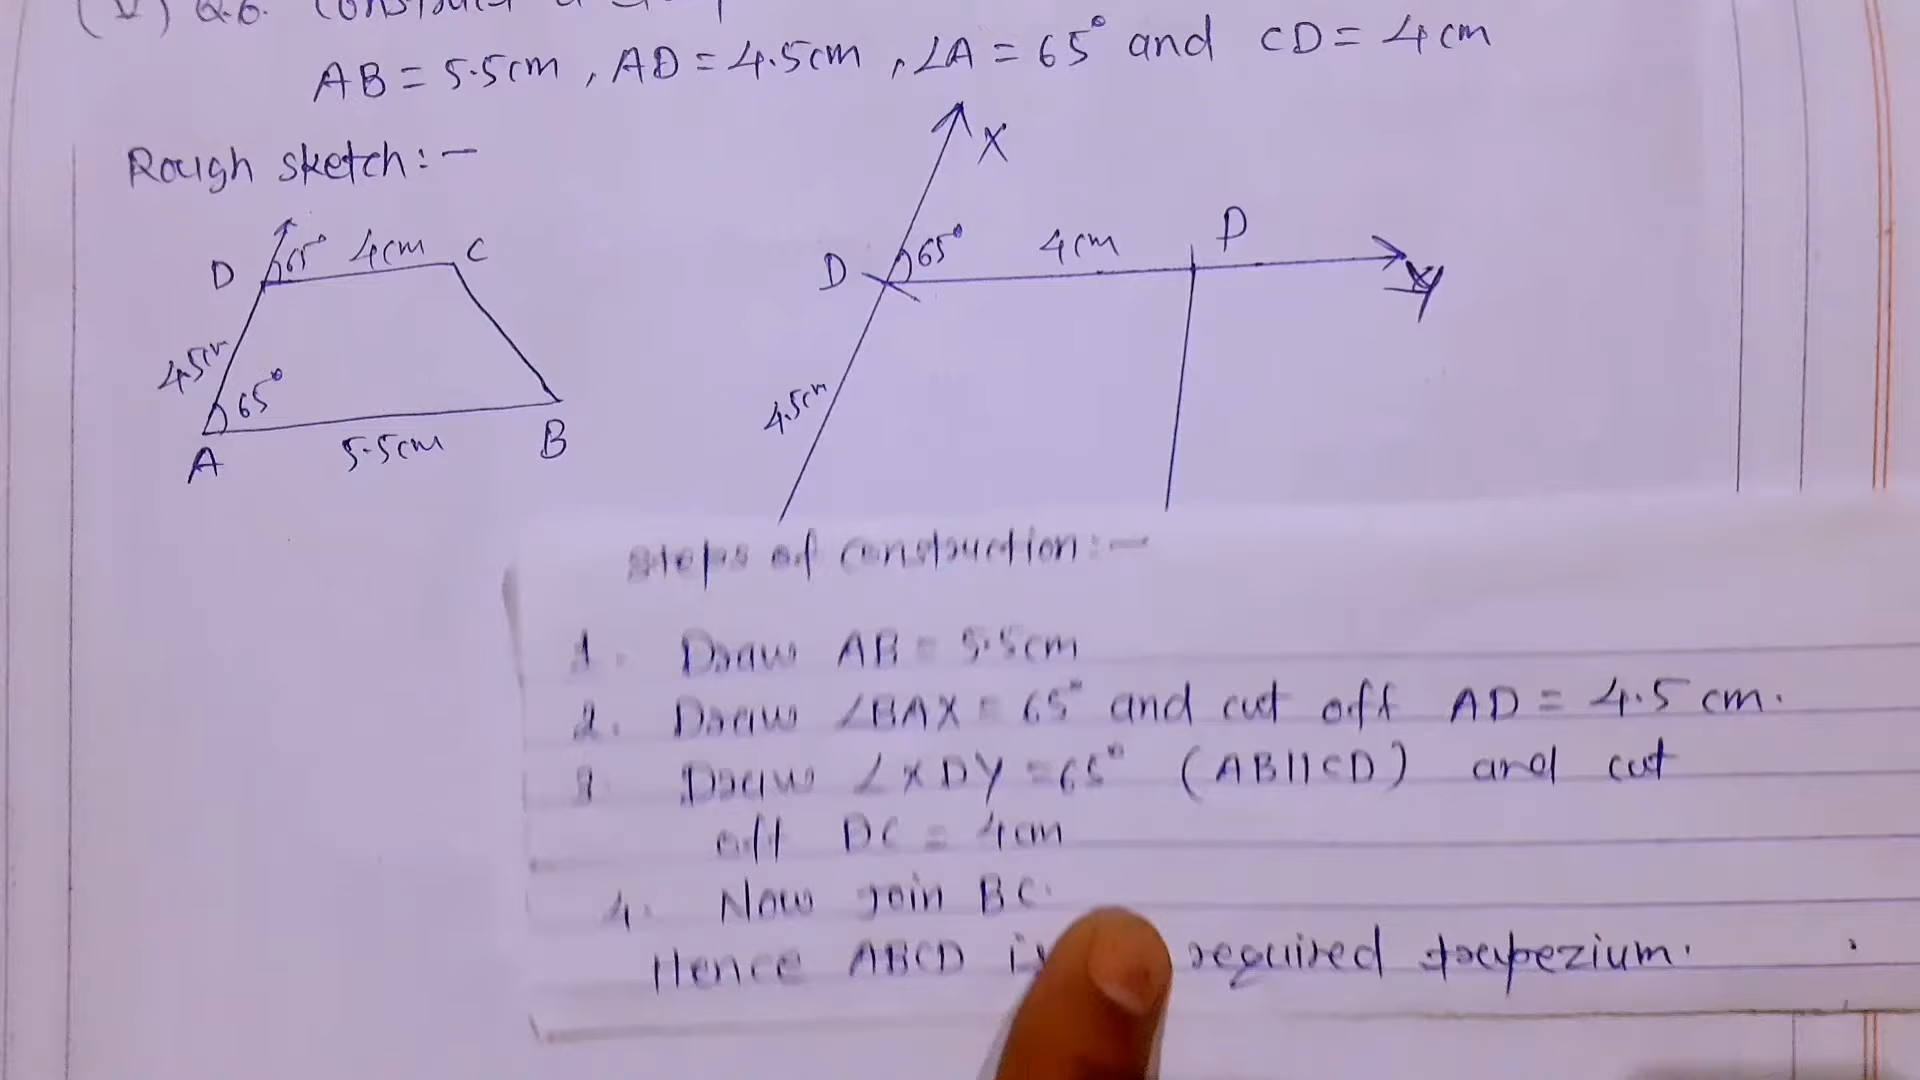 (V) Q.6. Construct a
AB = 5.5cm , AD = 4.5cm , ∠A = 65° and CD = 4cm
Rough sketch :-
X
D 65° 4cm C
D 65° 4cm P
Y
4.5cm
65°
4.5cm
A 5.5cm B
Steps of construction :-
1. Draw AB = 5.5cm
2. Draw ∠BAX = 65° and cut off AD = 4.5 cm.
3. Draw ∠XDY = 65° (AB||CD) and cut
off DC = 4cm
4. Now join BC.
Hence ABCD is required trapezium.